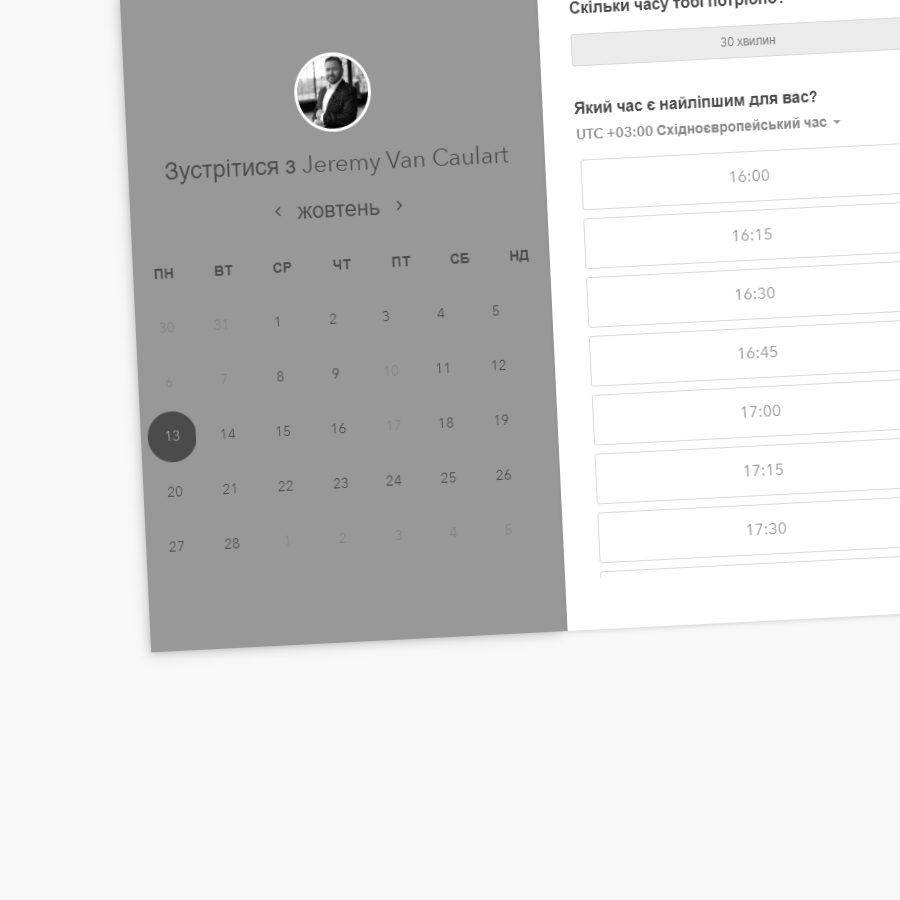 Зустрітися з Jeremy Van Caulart
‹ жовтень ›
ПН ВТ СР ЧТ ПТ СБ НД
30 31 1 2 3 4 5
6 7 8 9 10 11 12
13 14 15 16 17 18 19
20 21 22 23 24 25 26
27 28 1 2 3 4 5
Скільки часу тобі потрібно?
30 хвилин
Який час є найліпшим для вас?
UTC +03:00 Східноєвропейський час
16:00
16:15
16:30
16:45
17:00
17:15
17:30